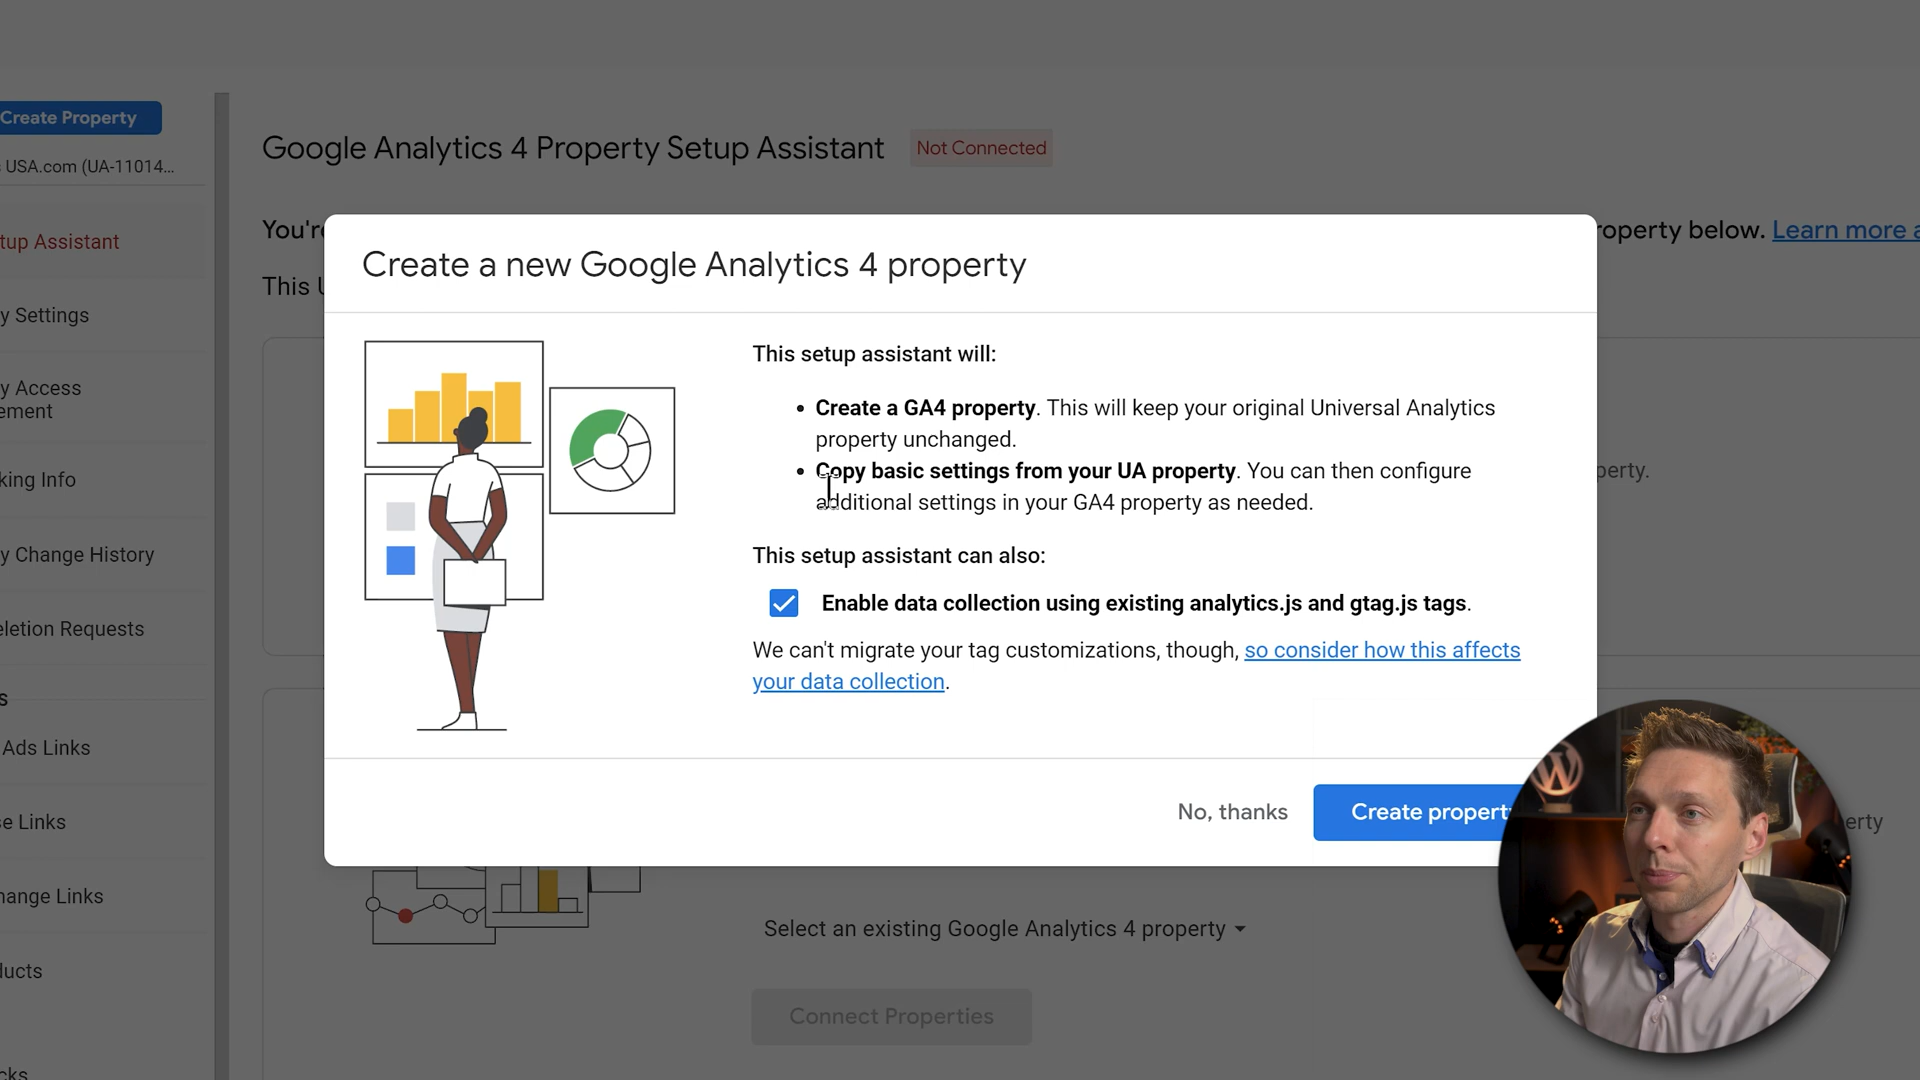 Create Property
USA.com (UA-11014...
tup Assistant
y Settings
y Access
ement
king Info
y Change History
eletion Requests
s
Ads Links
se Links
hange Links
ducts
cks
Google Analytics 4 Property Setup Assistant
Not Connected
You're
roperty below. Learn more a
This U
Create a new Google Analytics 4 property
This setup assistant will:
• Create a GA4 property. This will keep your original Universal Analytics
property unchanged.
• Copy basic settings from your UA property. You can then configure
additional settings in your GA4 property as needed.
perty.
This setup assistant can also:
Enable data collection using existing analytics.js and gtag.js tags.
We can't migrate your tag customizations, though, so consider how this affects
your data collection.
No, thanks
Create property
erty
Select an existing Google Analytics 4 property
Connect Properties